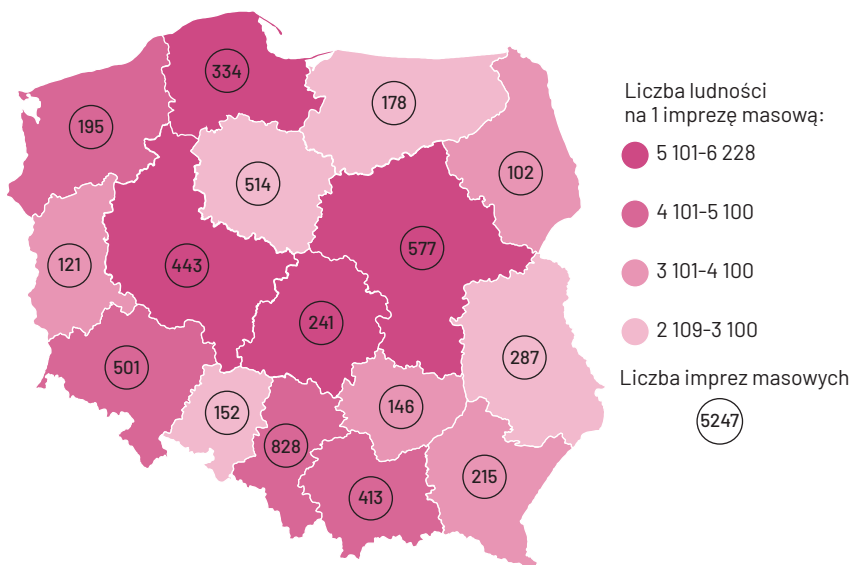 334
178
195
102
514
577
121
443
241
287
501
152
146
828
215
413
Liczba ludności
na 1 imprezę masową:
5 101–6 228
4 101–5 100
3 101–4 100
2 109–3 100
Liczba imprez masowych
5247